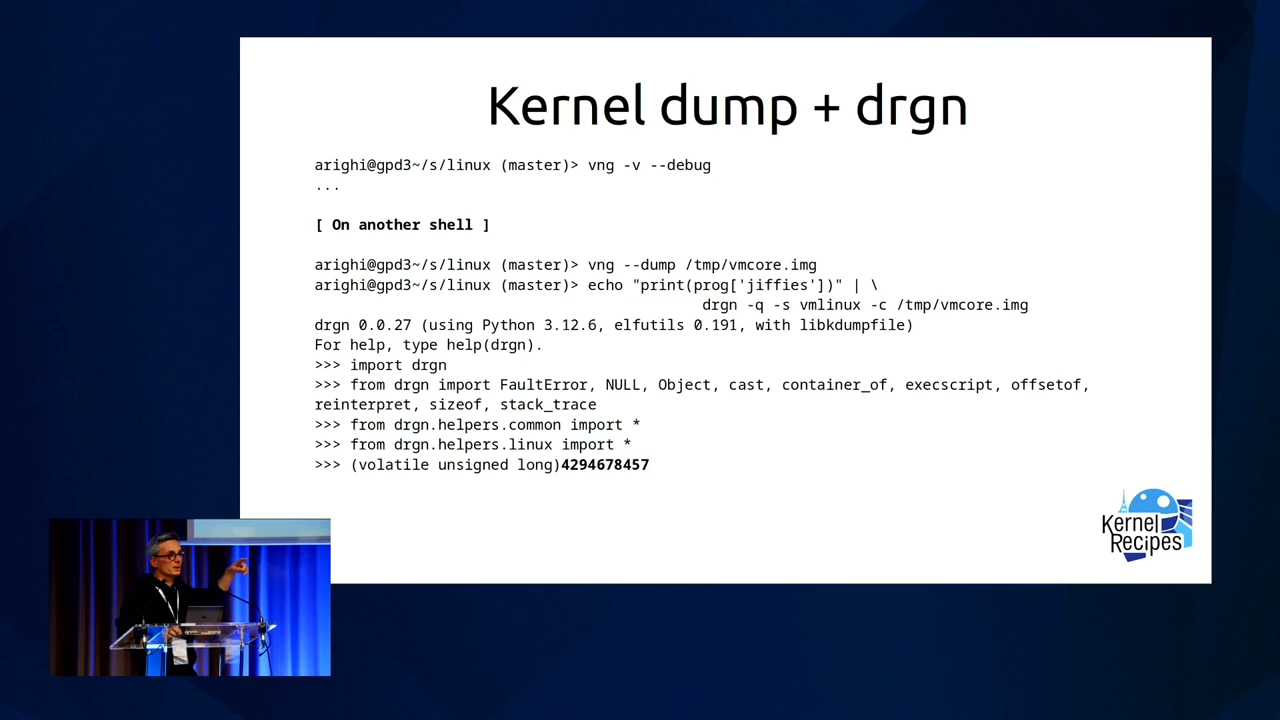 Kernel dump + drgn
arighi@gpd3~/s/linux (master)> vng -v --debug
...
[ On another shell ]
arighi@gpd3~/s/linux (master)> vng --dump /tmp/vmcore.img
arighi@gpd3~/s/linux (master)> echo "print(prog['jiffies'])" | \
drgn -q -s vmlinux -c /tmp/vmcore.img
drgn 0.0.27 (using Python 3.12.6, elfutils 0.191, with libkdumpfile)
For help, type help(drgn).
>>> import drgn
>>> from drgn import FaultError, NULL, Object, cast, container_of, execscript, offsetof,
reinterpret, sizeof, stack_trace
>>> from drgn.helpers.common import *
>>> from drgn.helpers.linux import *
>>> (volatile unsigned long)4294678457
Kernel
Recipes